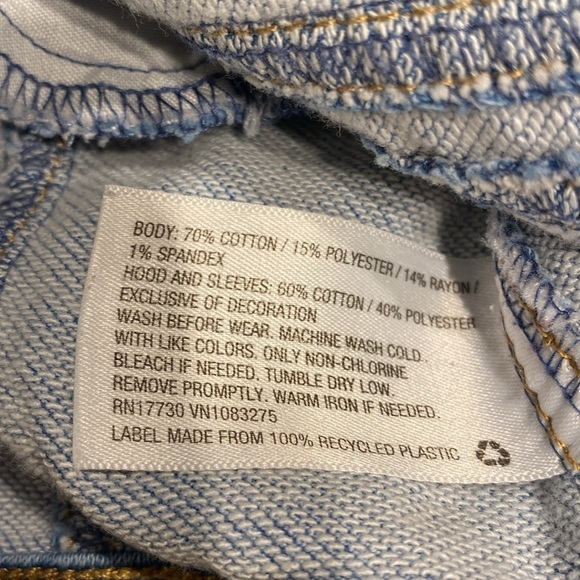 BODY: 70% COTTON / 15% POLYESTER / 14% RAYON /
1% SPANDEX
HOOD AND SLEEVES: 60% COTTON / 40% POLYESTER
EXCLUSIVE OF DECORATION
WASH BEFORE WEAR. MACHINE WASH COLD.
WITH LIKE COLORS. ONLY NON-CHLORINE
BLEACH IF NEEDED. TUMBLE DRY LOW.
REMOVE PROMPTLY. WARM IRON IF NEEDED.
RN17730 VN1083275
LABEL MADE FROM 100% RECYCLED PLASTIC